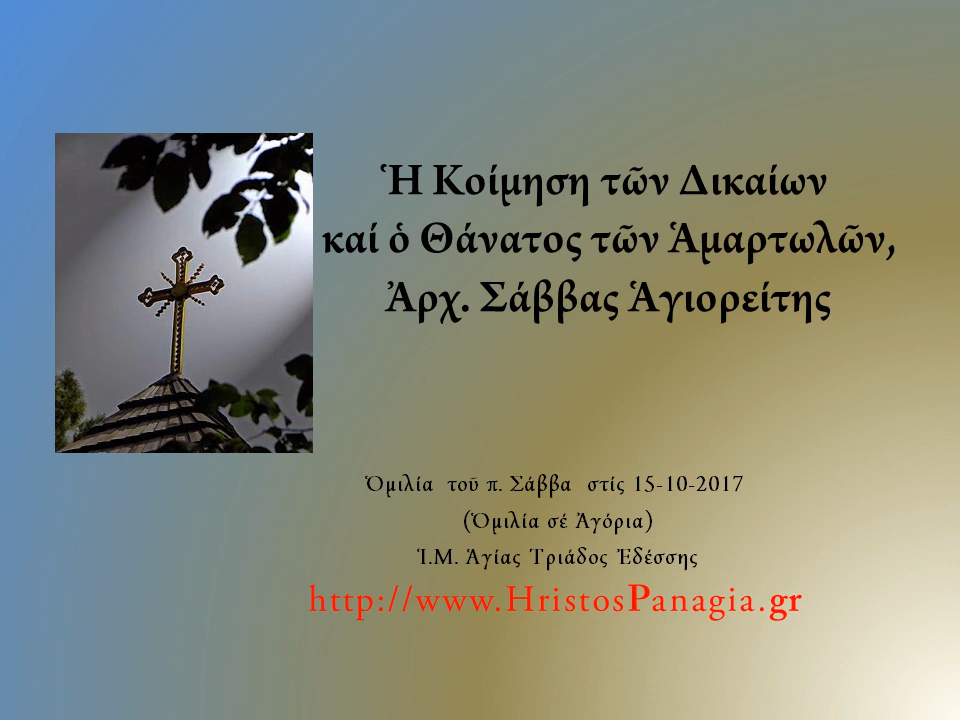 Ἡ Κοίμηση τῶν Δικαίων
καί ὁ Θάνατος τῶν Ἁμαρτωλῶν,
Ἀρχ. Σάββας Ἁγιορείτης
Ὁμιλία τοῦ π. Σάββα στίς 15-10-2017
(Ὁμιλία σέ Ἀγόρια)
Ἱ.Μ. Ἁγίας Τριάδος Ἐδέσσης
http://www.HristosPanagia.gr